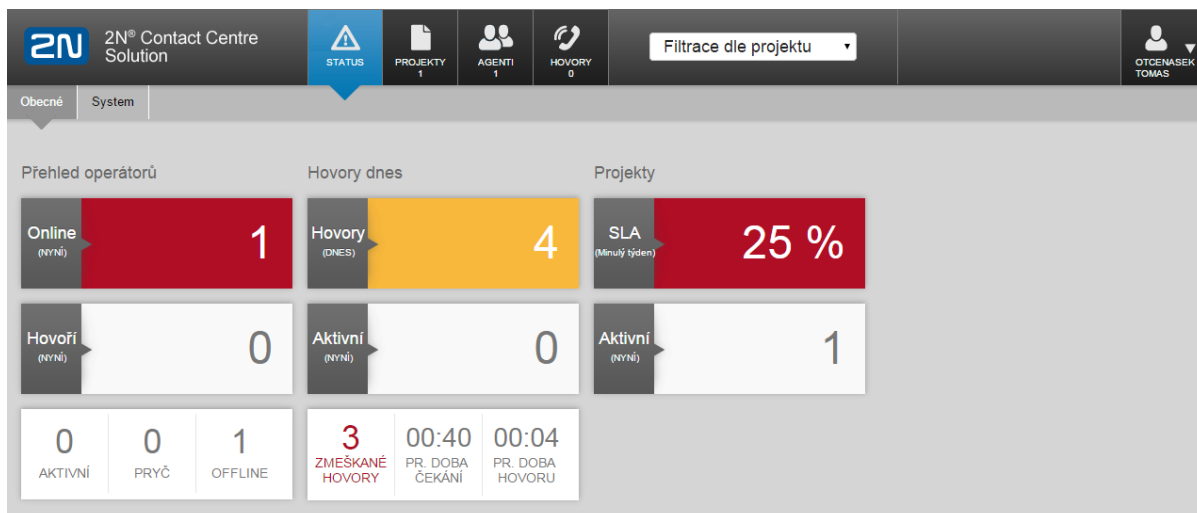 2N
2N® Contact Centre
Solution
STATUS
PROJEKTY
1
AGENTI
1
HOVORY
0
Filtrace dle projektu
OTCENASEK
TOMAS
Obecné
System
Přehled operátorů
Hovory dnes
Projekty
Online
(NYNÍ)
1
Hovory
(DNES)
4
SLA
(Minulý týden)
25 %
Hovoří
(NYNÍ)
0
Aktivní
(NYNÍ)
0
Aktivní
(NYNÍ)
1
0
AKTIVNÍ
0
PRYČ
1
OFFLINE
3
ZMEŠKANÉ
HOVORY
00:40
PR. DOBA
ČEKÁNÍ
00:04
PR. DOBA
HOVORU